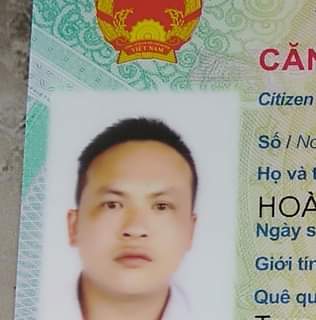 VIỆT NAM
CĂN
Citizen
Số / No
Họ và t
HOÀ
Ngày s
Giới tín
Quê qu